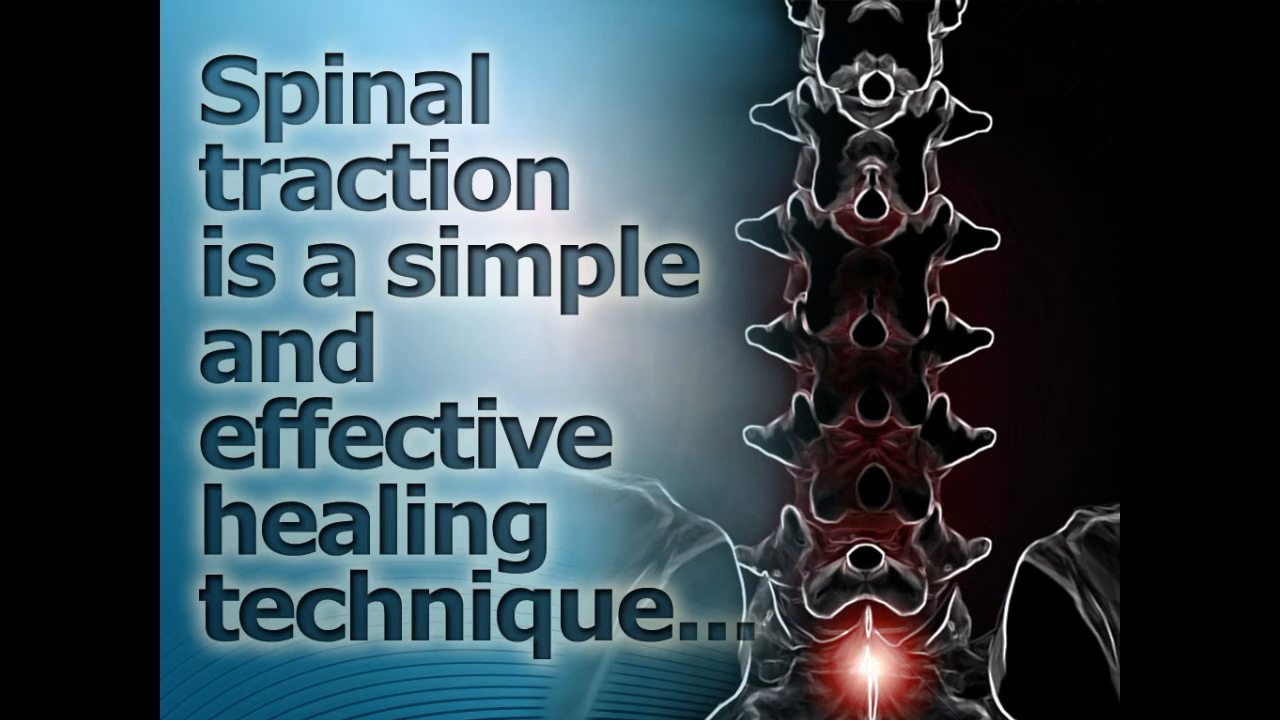 Spinal
traction
is a simple
and
effective
healing
technique...